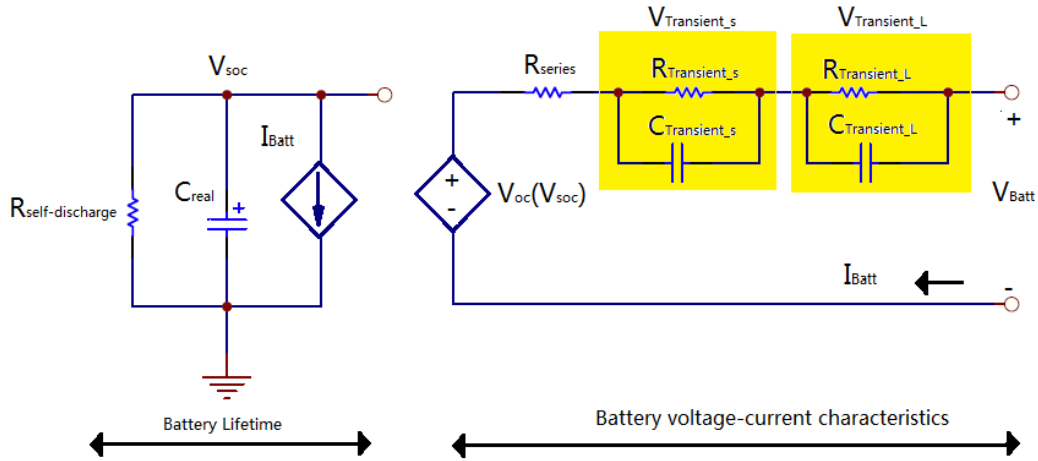 VTransient_s
VTransient_L
Vsoc
Rseries
RTransient_s
RTransient_L
CTransient_s
CTransient_L
+
IBatt
+
-
Voc(Vsoc)
Creal
+
Rself-discharge
VBatt
IBatt
-
Battery Lifetime
Battery voltage-current characteristics